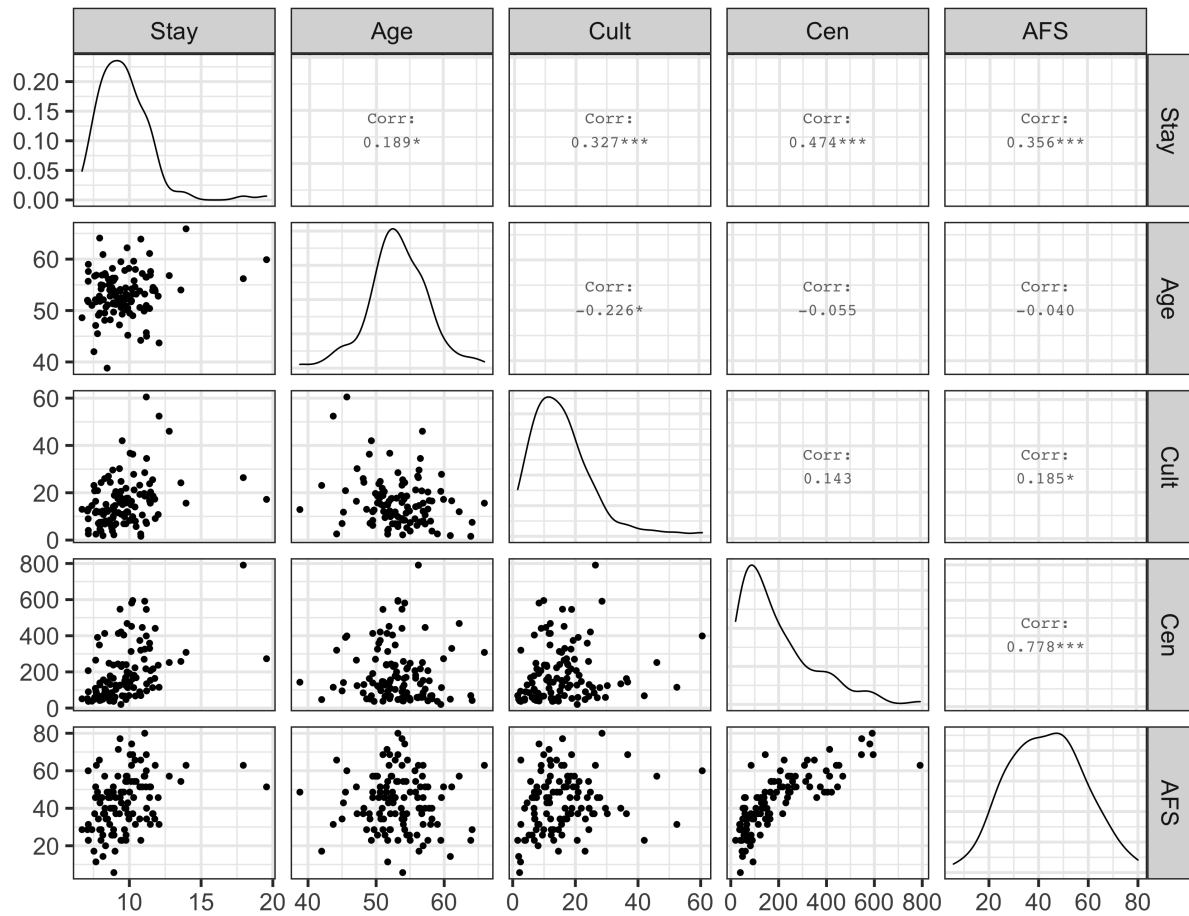 Stay Age Cult Cen AFS
0.20
0.15
0.10
0.05
0.00
Corr:
0.189*
Corr:
0.327***
Corr:
0.474***
Corr:
0.356***
Stay
60
50
40
Corr:
-0.226*
Corr:
-0.055
Corr:
-0.040
Age
60
40
20
0
Corr:
0.143
Corr:
0.185*
Cult
800
600
400
200
0
Corr:
0.778***
Cen
80
60
40
20
AFS
10 15 20 40 50 60 0 20 40 60 0 200 400 600 800 20 40 60 80